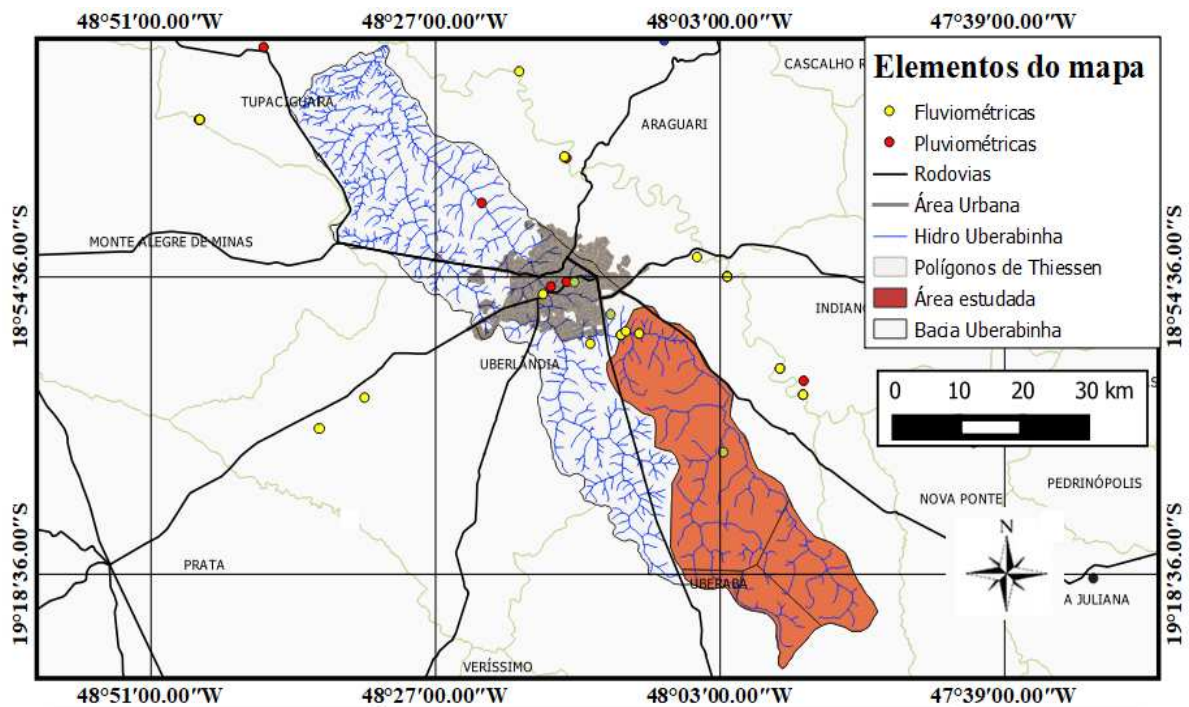 48°51'00.00"W 48°27'00.00"W 48°03'00.00"W 47°39'00.00"W
CASCALHO R
TUPACIGUARA
ARAGUARI
MONTE ALEGRE DE MINAS
18°54'36.00"S
18°54'36.00"S
INDIANO
UBERLÂNDIA
Elementos do mapa
Fluviométricas
Pluviométricas
Rodovias
Área Urbana
Hidro Uberabinha
Polígonos de Thiessen
Área estudada
Bacia Uberabinha
0 10 20 30 km
S
NOVA PONTE
PEDRINÓPOLIS
N
PRATA
UBERABA
A JULIANA
19°18'36.00"S
19°18'36.00"S
VERÍSSIMO
48°51'00.00"W 48°27'00.00"W 48°03'00.00"W 47°39'00.00"W